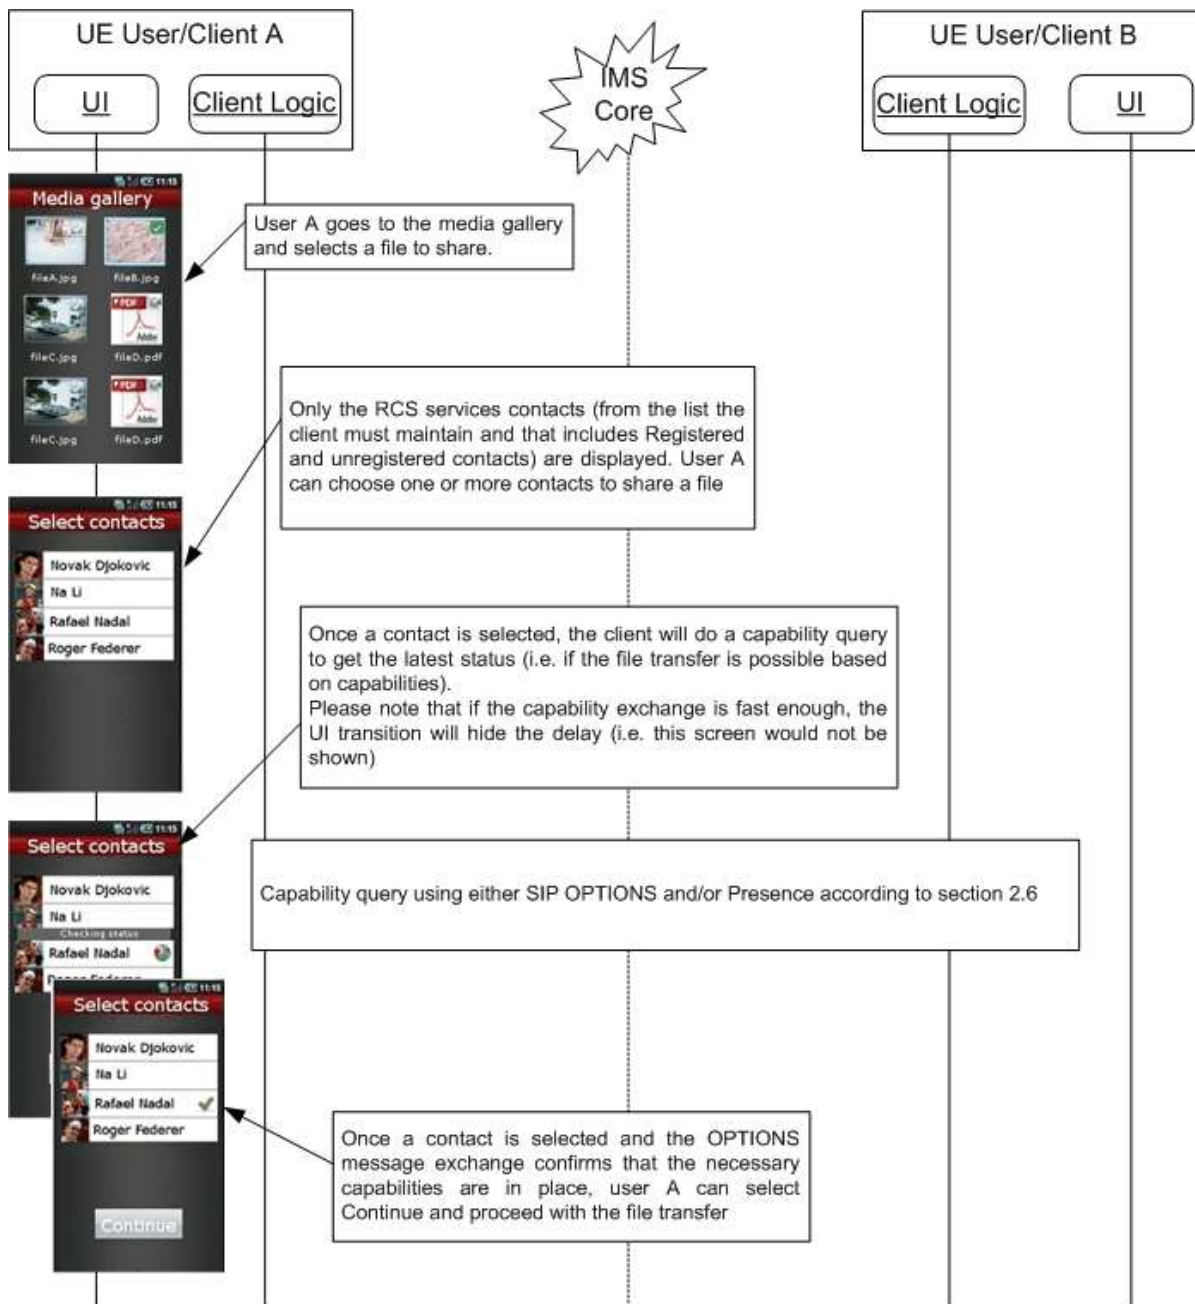 UE User/Client A
UI
Client Logic
IMS
Core
UE User/Client B
Client Logic
UI
11:15
Media gallery
fileA.jpg
fileB.jpg
PDF
Adobe
fileC.jpg
fileD.pdf
PDF
Adobe
fileC.jpg
fileD.pdf
User A goes to the media gallery
and selects a file to share.
Only the RCS services contacts (from the list the
client must maintain and that includes Registered
and unregistered contacts) are displayed. User A
can choose one or more contacts to share a file
11:15
Select contacts
Novak Djokovic
Na Li
Rafael Nadal
Roger Federer
Once a contact is selected, the client will do a capability query
to get the latest status (i.e. if the file transfer is possible based
on capabilities).
Please note that if the capability exchange is fast enough, the
UI transition will hide the delay (i.e. this screen would not be
shown)
11:15
Select contacts
Novak Djokovic
Na Li
Checking status
Rafael Nadal
Roger Federer
Capability query using either SIP OPTIONS and/or Presence according to section 2.6
11:15
Select contacts
Novak Djokovic
Na Li
Rafael Nadal
Roger Federer
Continue
Once a contact is selected and the OPTIONS
message exchange confirms that the necessary
capabilities are in place, user A can select
Continue and proceed with the file transfer